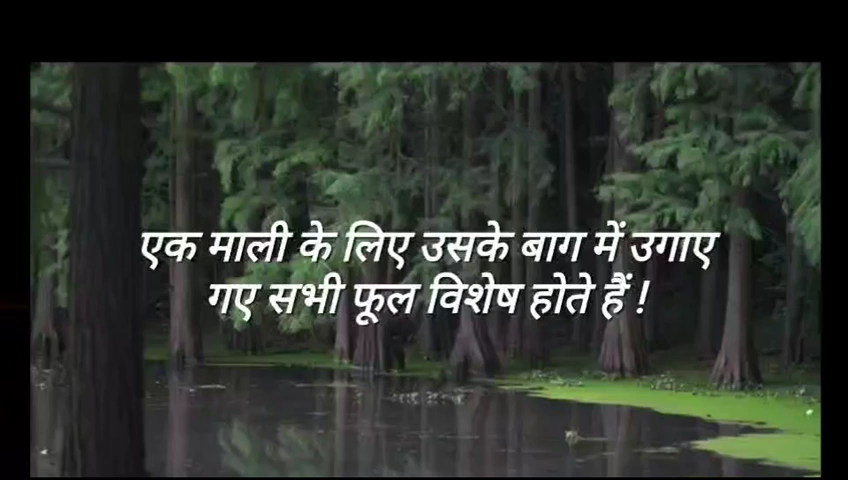 एक माली के लिए उसके बाग में उगाए
गए सभी फूल विशेष होते हैं !